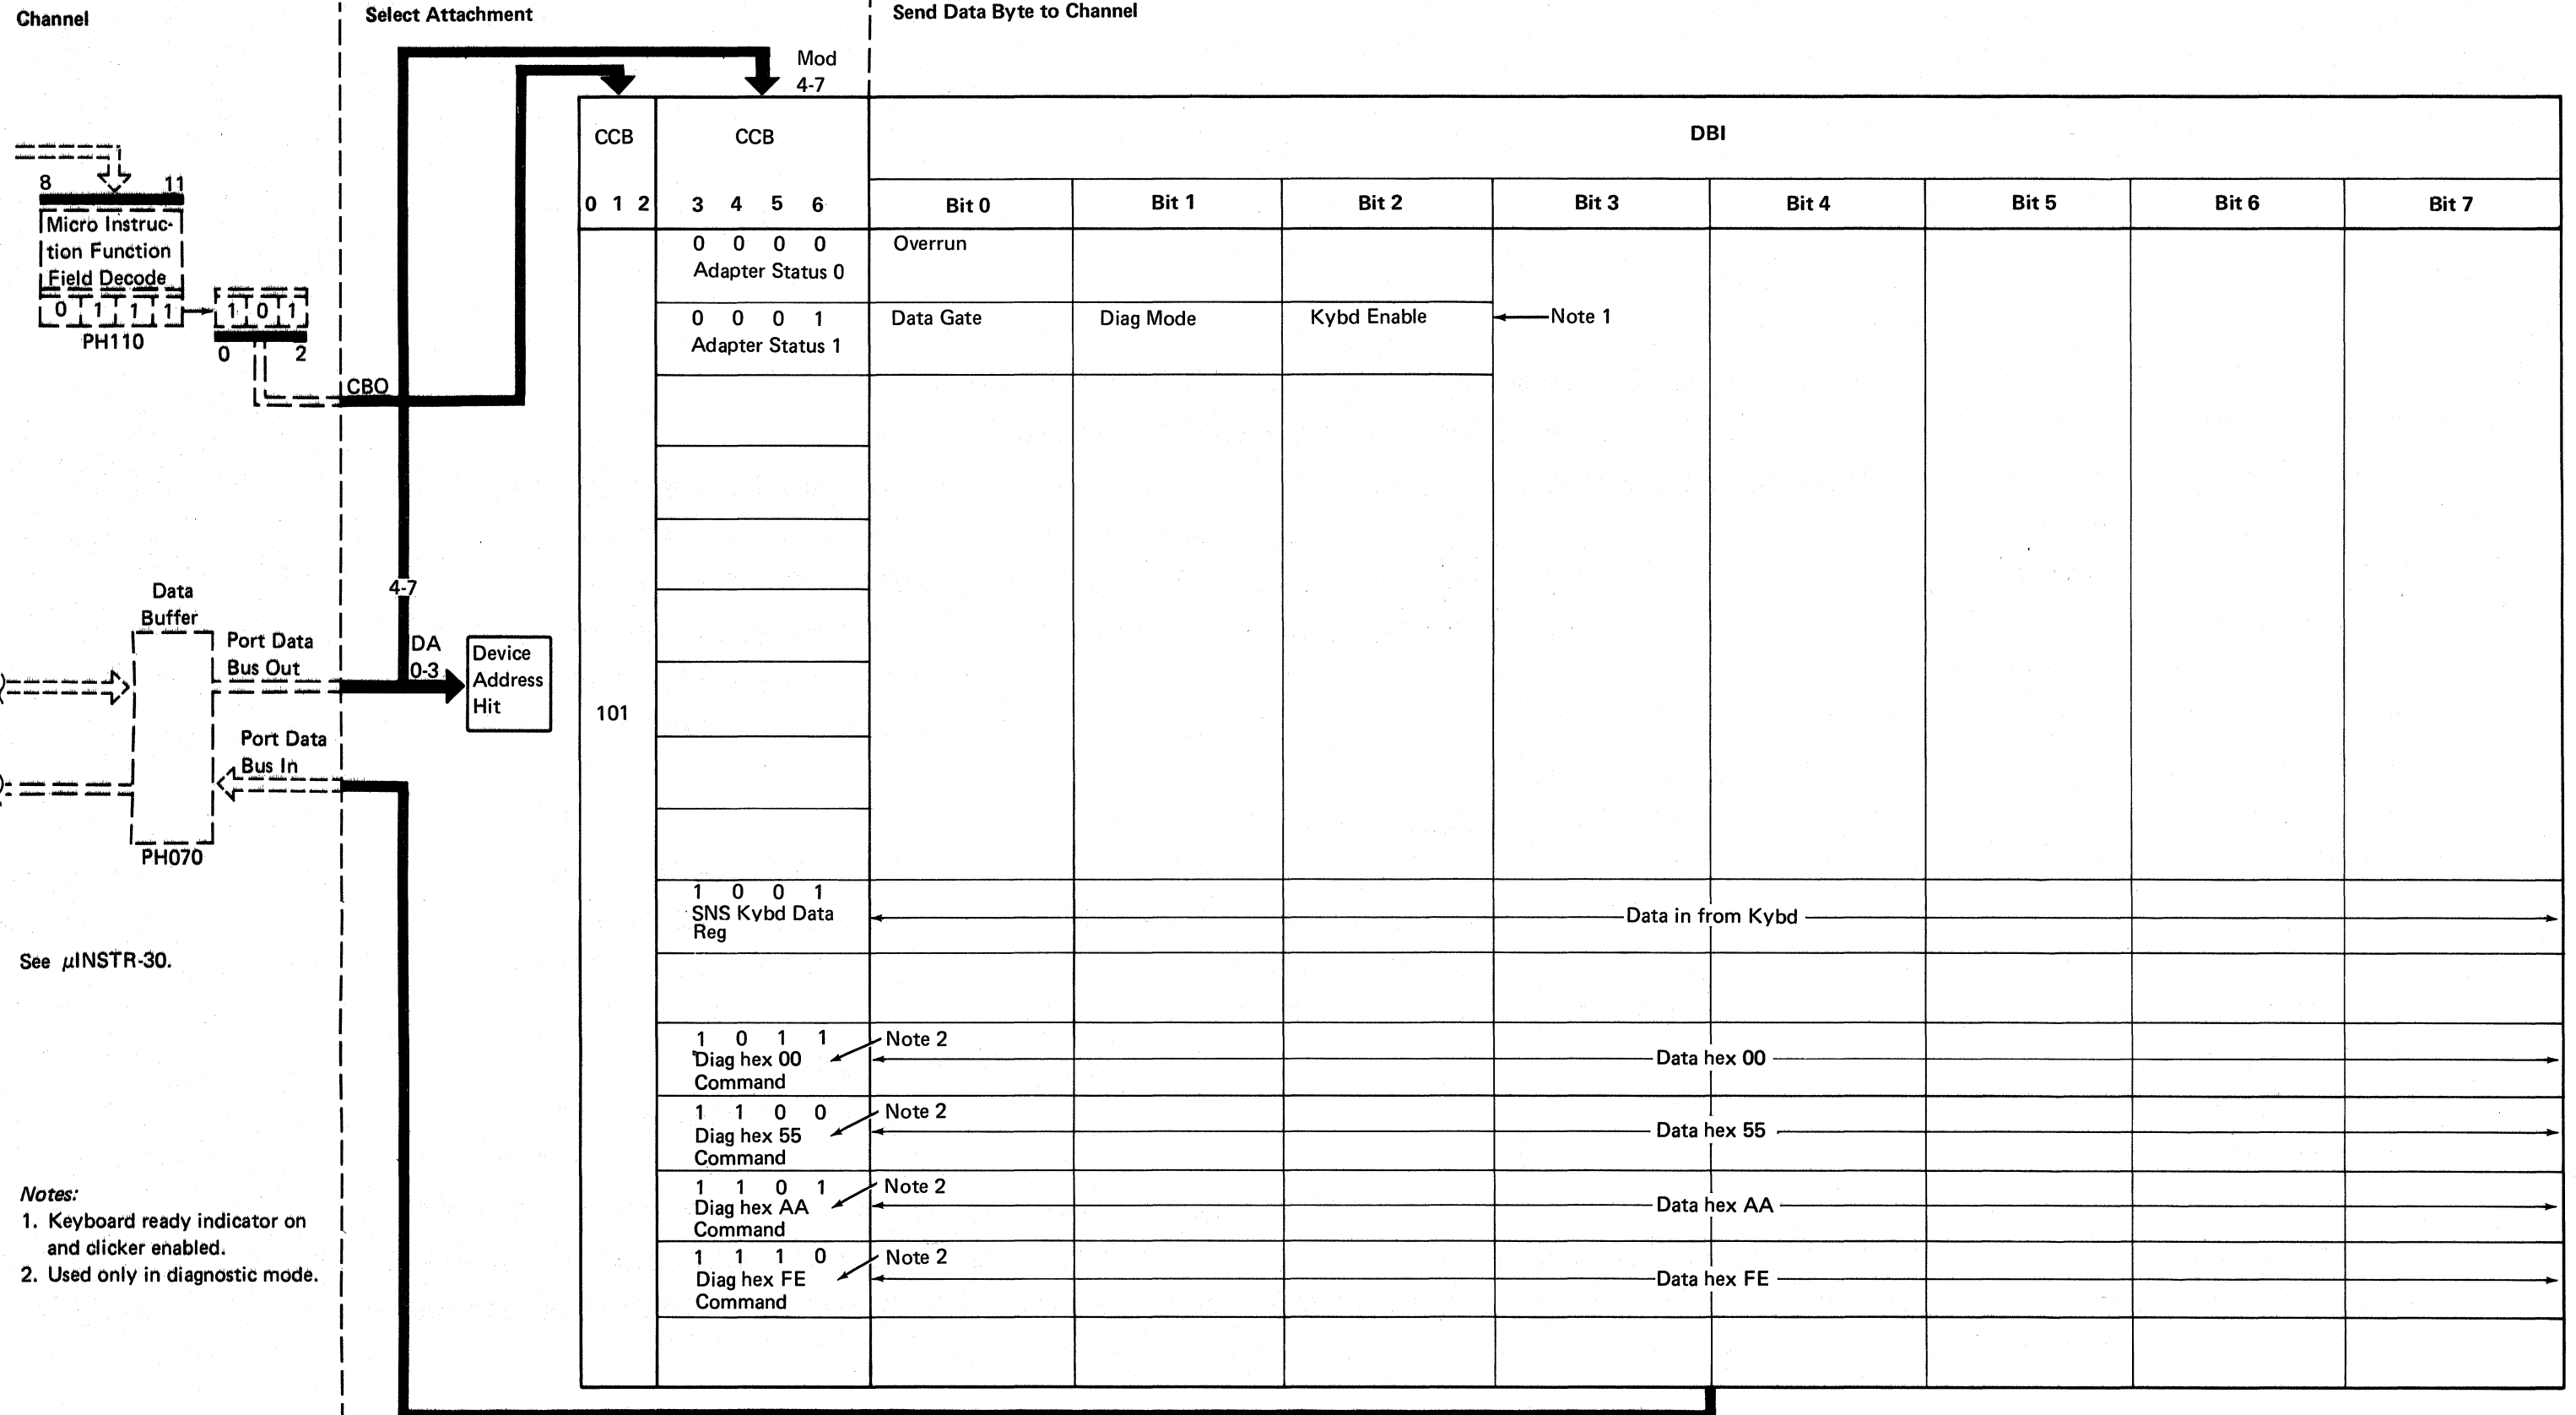 Channel
Select Attachment
Send Data Byte to Channel
Mod
4-7
8 11
Micro Instruc-
tion Function
Field Decode
0 1 1 1
1 0 1
PH110
0 2
CBO
4-7
Data
Buffer
Port Data
Bus Out
DA
0-3
Device
Address
Hit
Port Data
Bus In
PH070
See μINSTR-30.
Notes:
1. Keyboard ready indicator on
and clicker enabled.
2. Used only in diagnostic mode.
CCB CCB DBI
0 1 2 3 4 5 6 Bit 0 Bit 1 Bit 2 Bit 3 Bit 4 Bit 5 Bit 6 Bit 7
101
0 0 0 0 Overrun
Adapter Status 0
0 0 0 1 Data Gate Diag Mode Kybd Enable Note 1
Adapter Status 1
1 0 0 1
SNS Kybd Data Data in from Kybd
Reg
1 0 1 1 Note 2
Diag hex 00 Data hex 00
Command
1 1 0 0 Note 2
Diag hex 55 Data hex 55
Command
1 1 0 1 Note 2
Diag hex AA Data hex AA
Command
1 1 1 0 Note 2
Diag hex FE Data hex FE
Command